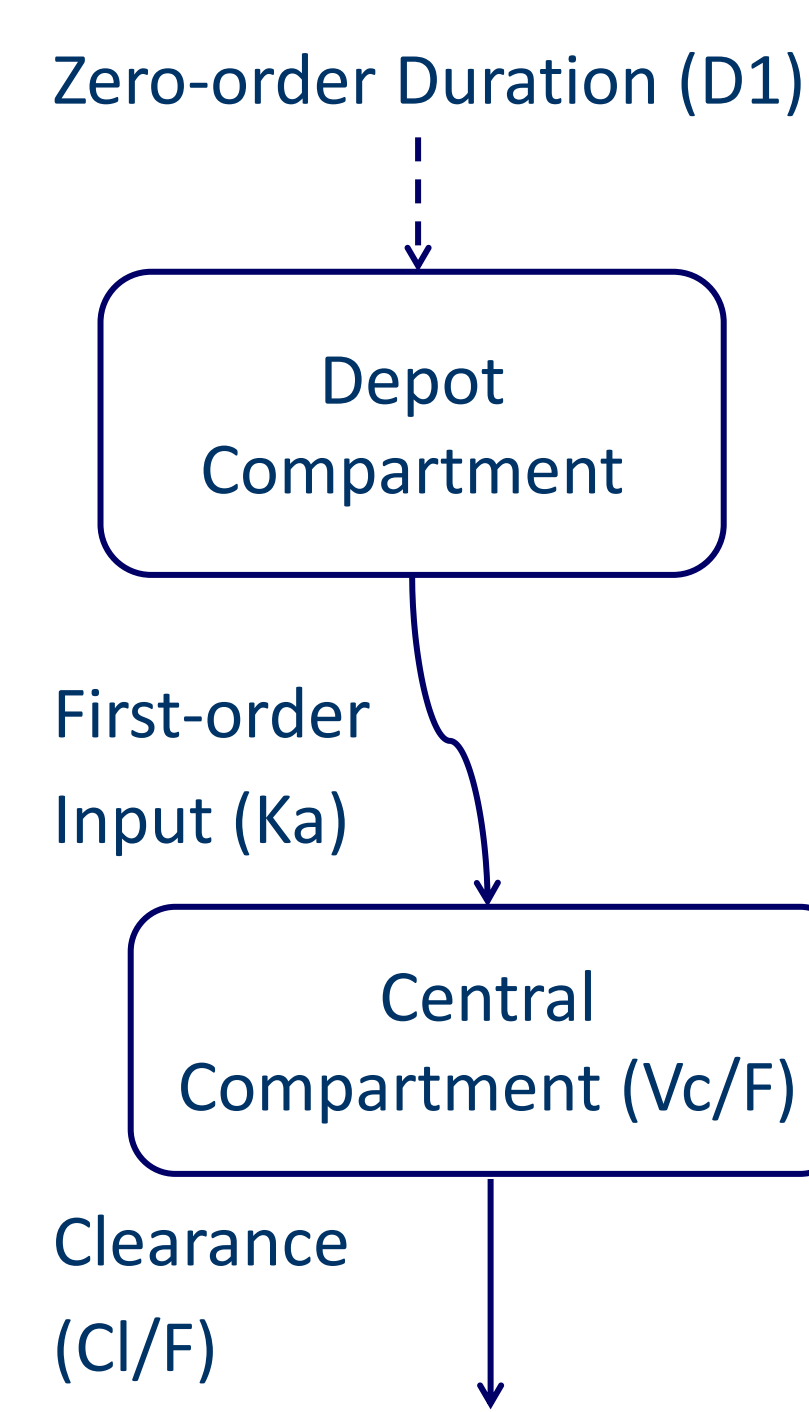 Zero-order Duration (D1)
Depot
Compartment
First-order
Input (Ka)
Central
Compartment (Vc/F)
Clearance
(Cl/F)